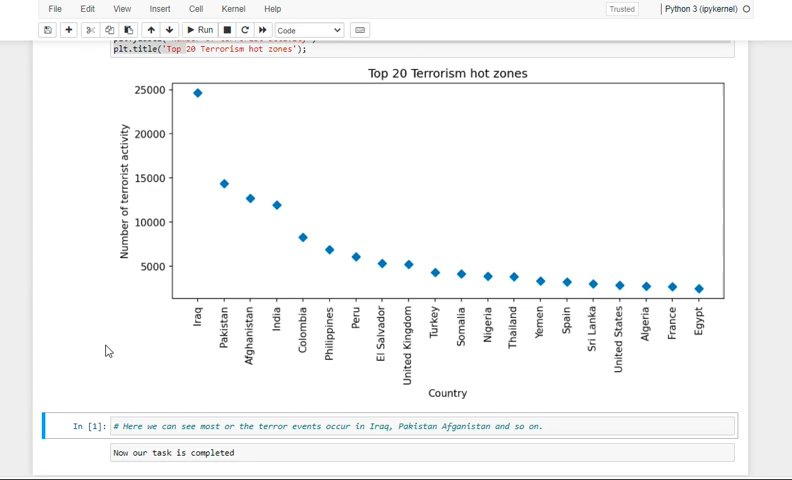 File Edit View Insert Cell Kernel Help Trusted Python 3 (ipykernel)
Run Code
plt.title('Top 20 Terrorism hot zones');
Top 20 Terrorism hot zones
25000
20000
15000
10000
5000
Number of terrorist activity
Iraq Pakistan Afghanistan India Colombia Philippines Peru El Salvador United Kingdom Turkey Somalia Nigeria Thailand Yemen Spain Sri Lanka United States Algeria France Egypt
Country
In [1]: # Here we can see most or the terror events occur in Iraq, Pakistan Afganistan and so on.
Now our task is completed